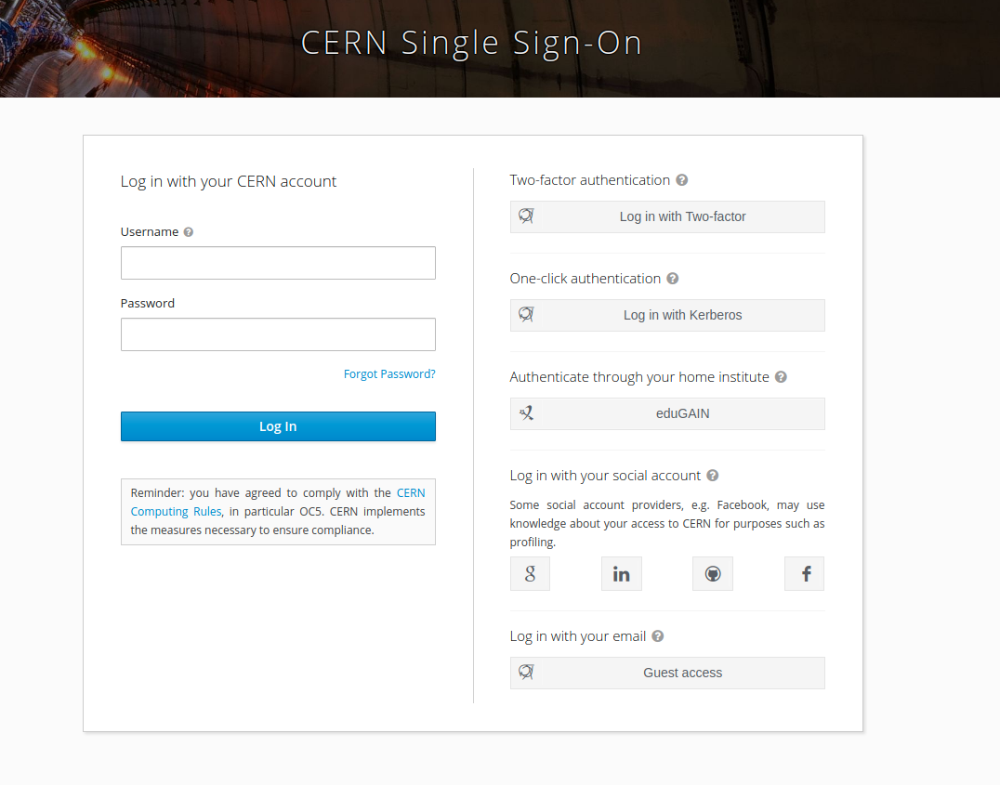 CERN Single Sign-On
Log in with your CERN account
Username
Password
Forgot Password?
Log In
Reminder: you have agreed to comply with the CERN
Computing Rules, in particular OC5. CERN implements
the measures necessary to ensure compliance.
Two-factor authentication
Log in with Two-factor
One-click authentication
Log in with Kerberos
Authenticate through your home institute
eduGAIN
Log in with your social account
Some social account providers, e.g. Facebook, may use
knowledge about your access to CERN for purposes such as
profiling.
Log in with your email
Guest access